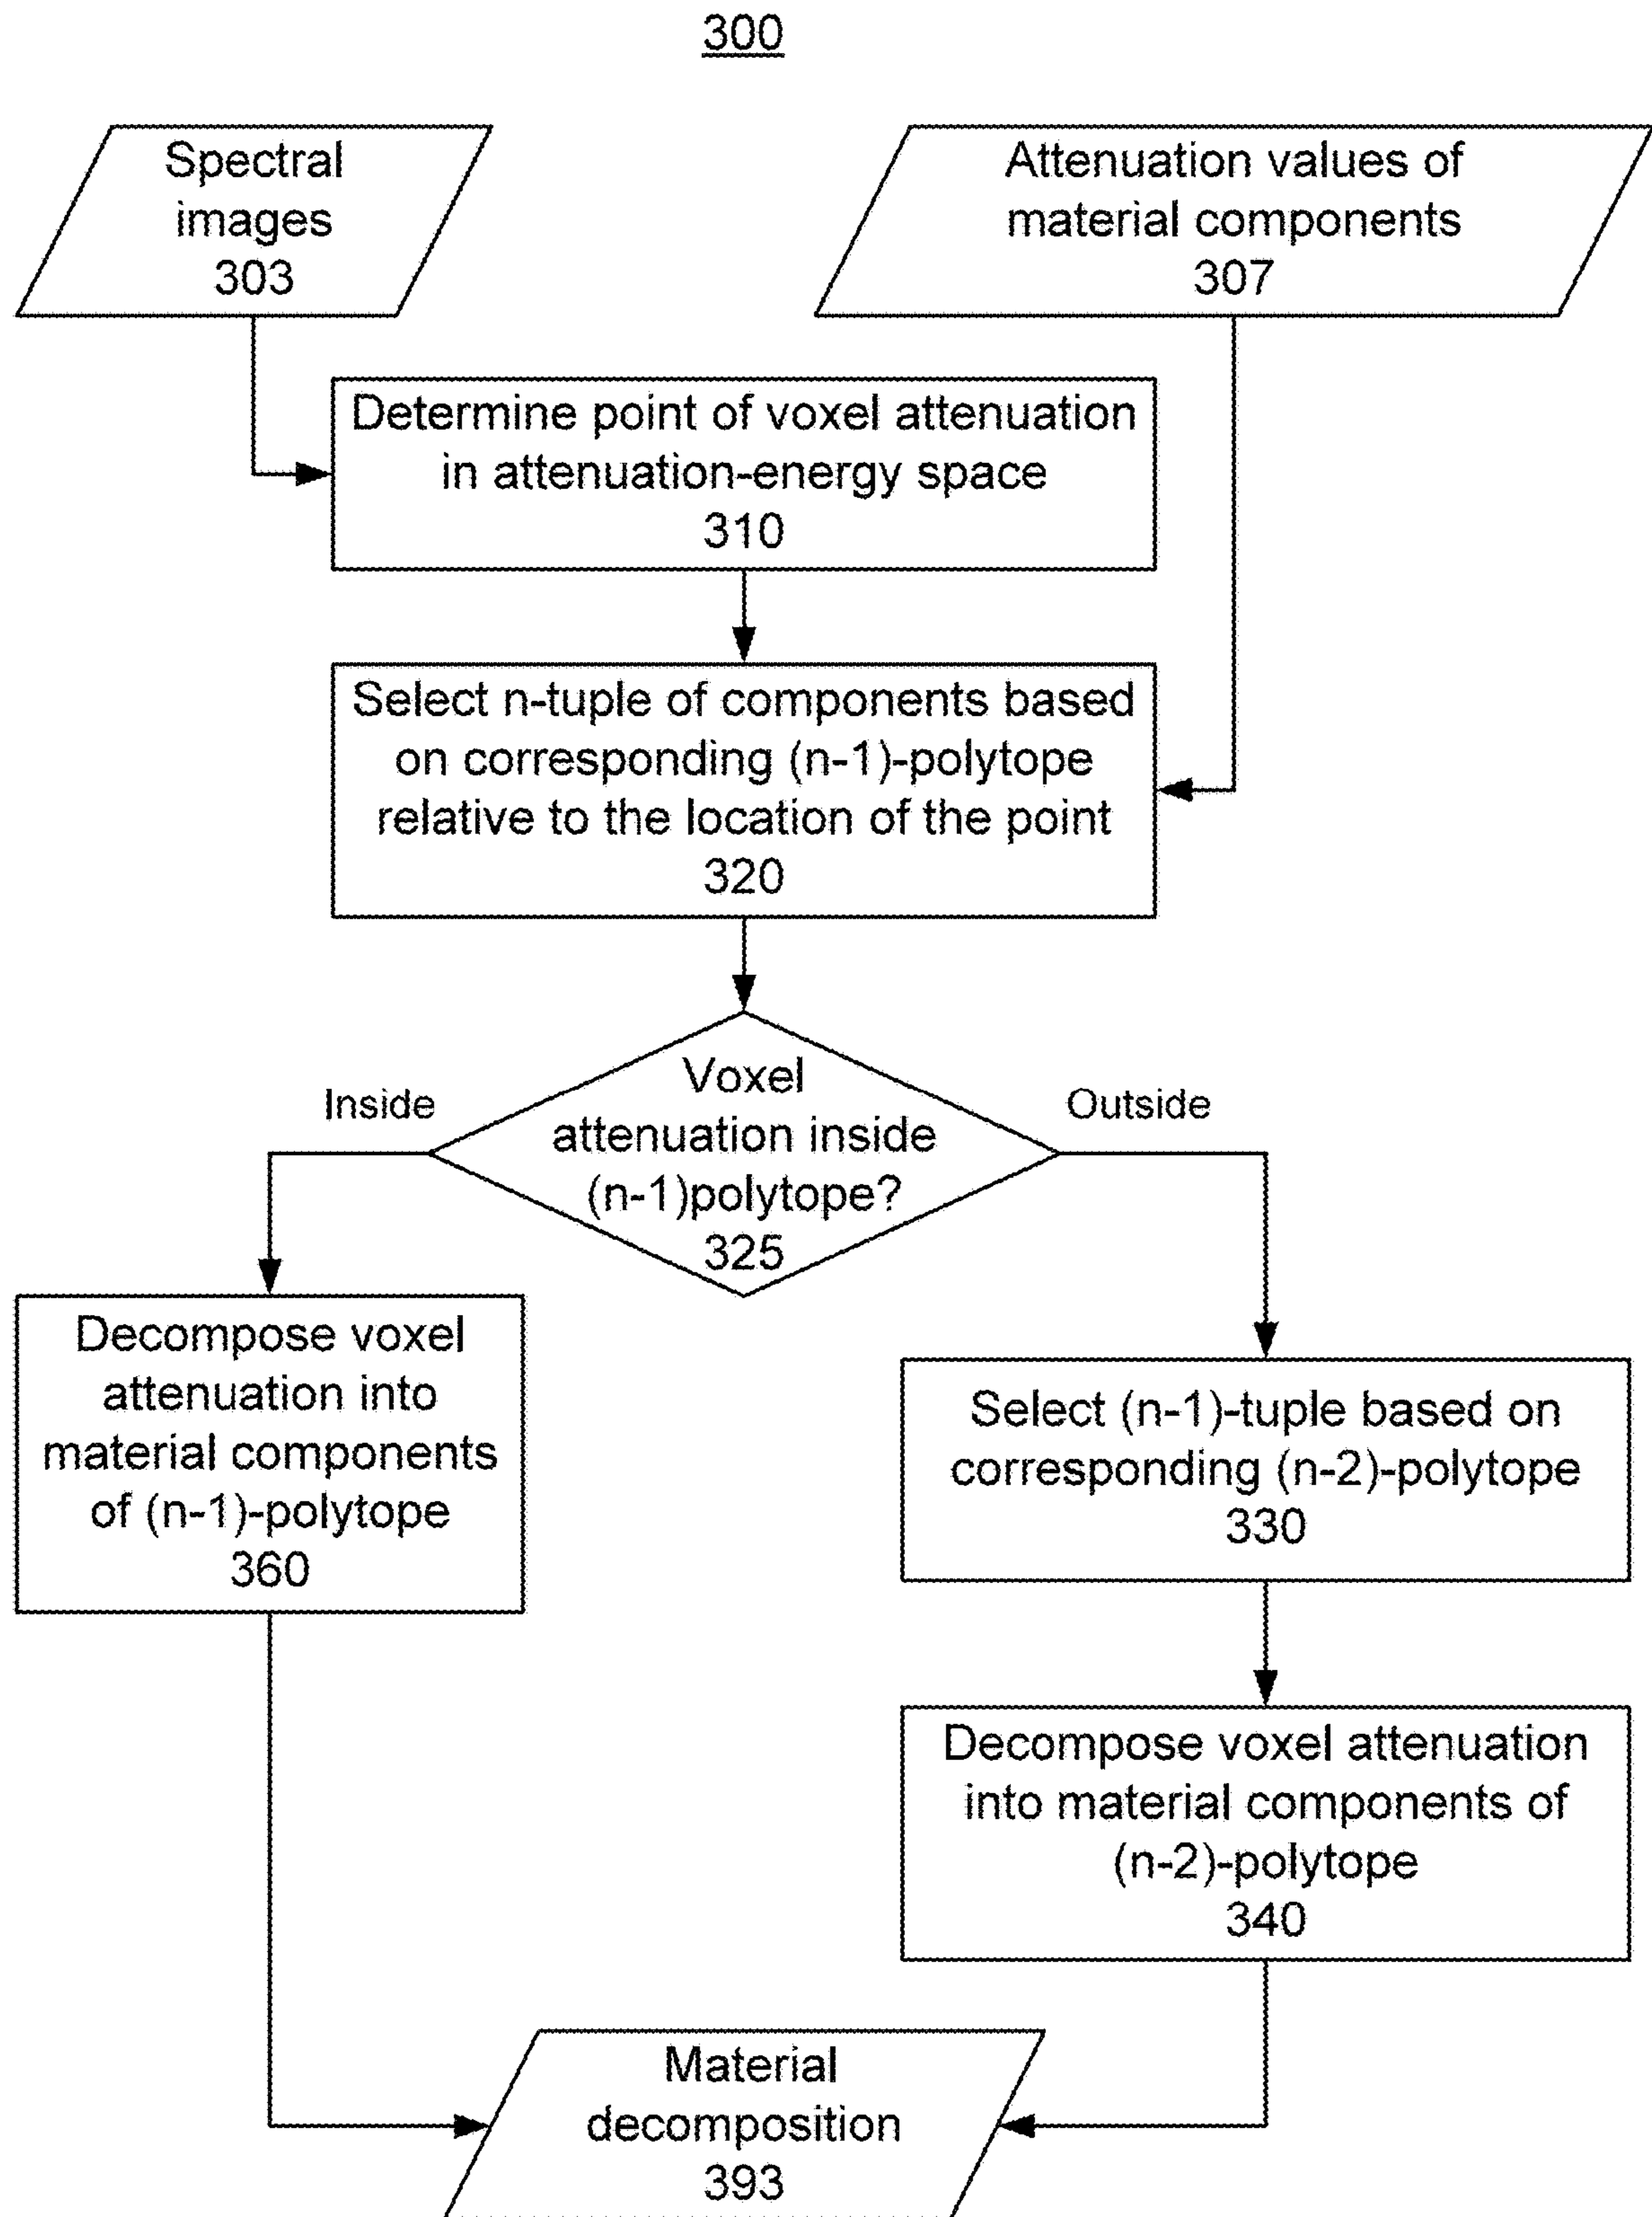 300
Spectral
images
303
Attenuation values of
material components
307
Determine point of voxel attenuation
in attenuation-energy space
310
Select n-tuple of components based
on corresponding (n-1)-polytope
relative to the location of the point
320
Voxel
attenuation inside
(n-1)polytope?
325
Inside
Outside
Decompose voxel
attenuation into
material components
of (n-1)-polytope
360
Select (n-1)-tuple based on
corresponding (n-2)-polytope
330
Decompose voxel attenuation
into material components of
(n-2)-polytope
340
Material
decomposition
393